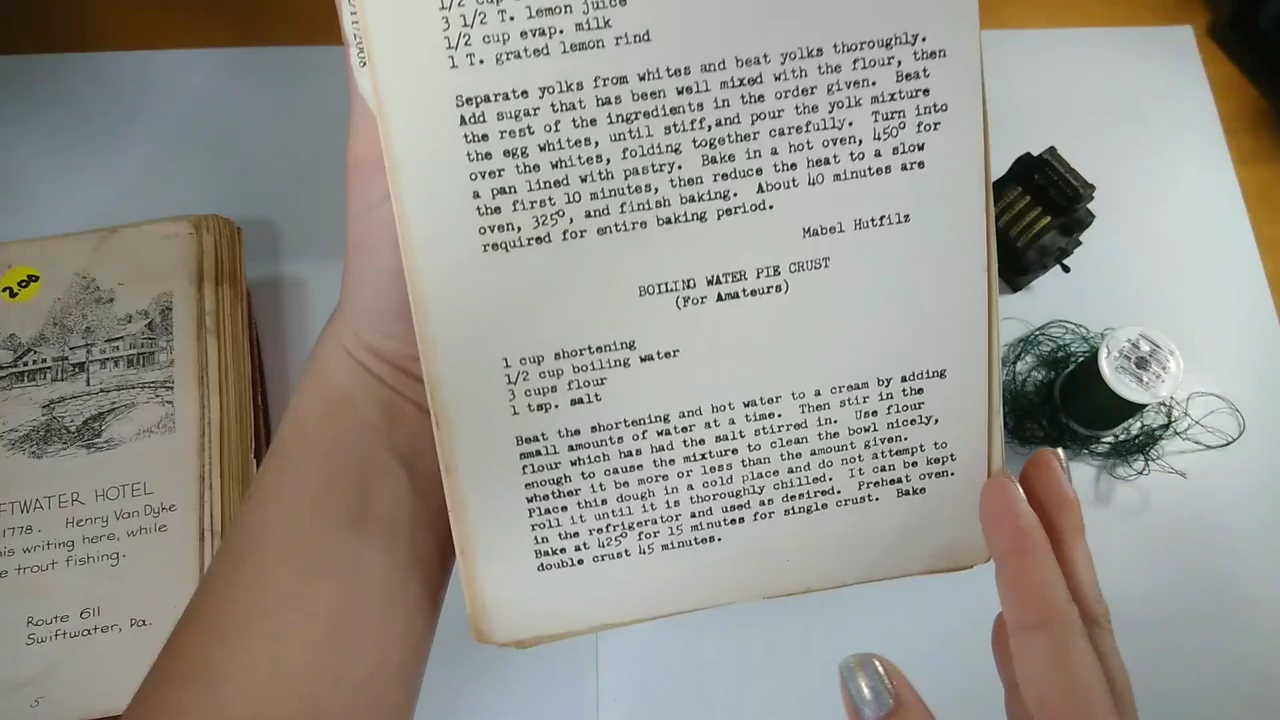 1/2 cup
3 1/2 T. lemon juice
1/2 cup evap. milk
1 T. grated lemon rind
Separate yolks from whites and beat yolks thoroughly.
Add sugar that has been well mixed with the flour, then
the rest of the ingredients in the order given. Beat
the egg whites, until stiff,and pour the yolk mixture
over the whites, folding together carefully. Turn into
a pan lined with pastry. Bake in a hot oven, 450° for
the first 10 minutes, then reduce the heat to a slow
oven, 325°, and finish baking. About 40 minutes are
required for entire baking period.
Mabel Hutfilz
BOILING WATER PIE CRUST
(For Amateurs)
1 cup shortening
1/2 cup boiling water
3 cups flour
1 tsp. salt
Beat the shortening and hot water to a cream by adding
small amounts of water at a time. Then stir in the
flour which has had the salt stirred in. Use flour
enough to cause the mixture to clean the bowl nicely,
whether it be more or less than the amount given.
Place this dough in a cold place and do not attempt to
roll it until it is thoroughly chilled. It can be kept
in the refrigerator and used as desired. Preheat oven.
Bake at 425° for 15 minutes for single crust. Bake
double crust 45 minutes.
2.00
FTWATER HOTEL
1778. Henry Van Dyke
is writing here, while
e trout fishing.
Route 611
Swiftwater, Pa.
5